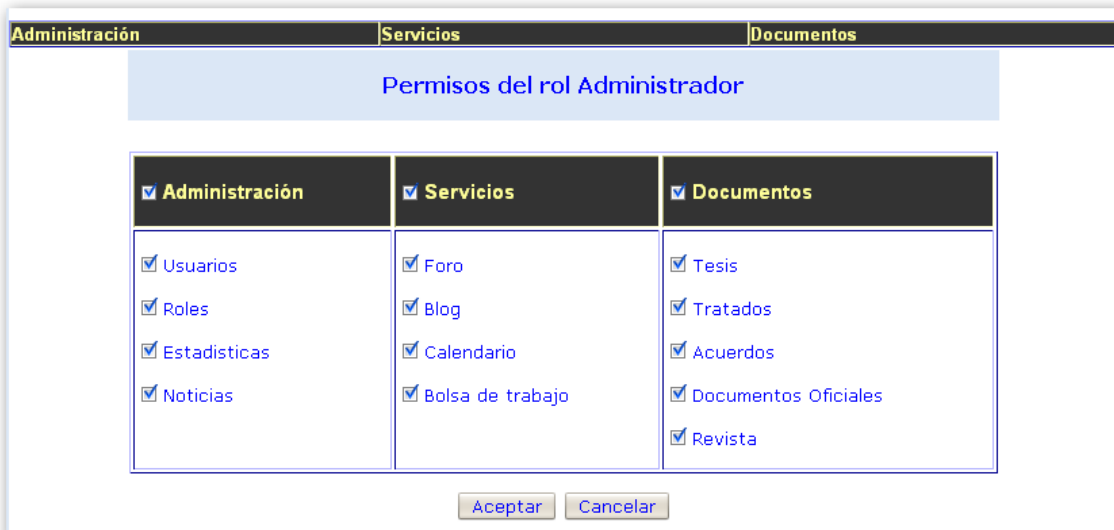 Administración Servicios Documentos
Permisos del rol Administrador
Administración Servicios Documentos
Usuarios Foro Tesis
Roles Blog Tratados
Estadisticas Calendario Acuerdos
Noticias Bolsa de trabajo Documentos Oficiales
Revista
Aceptar Cancelar